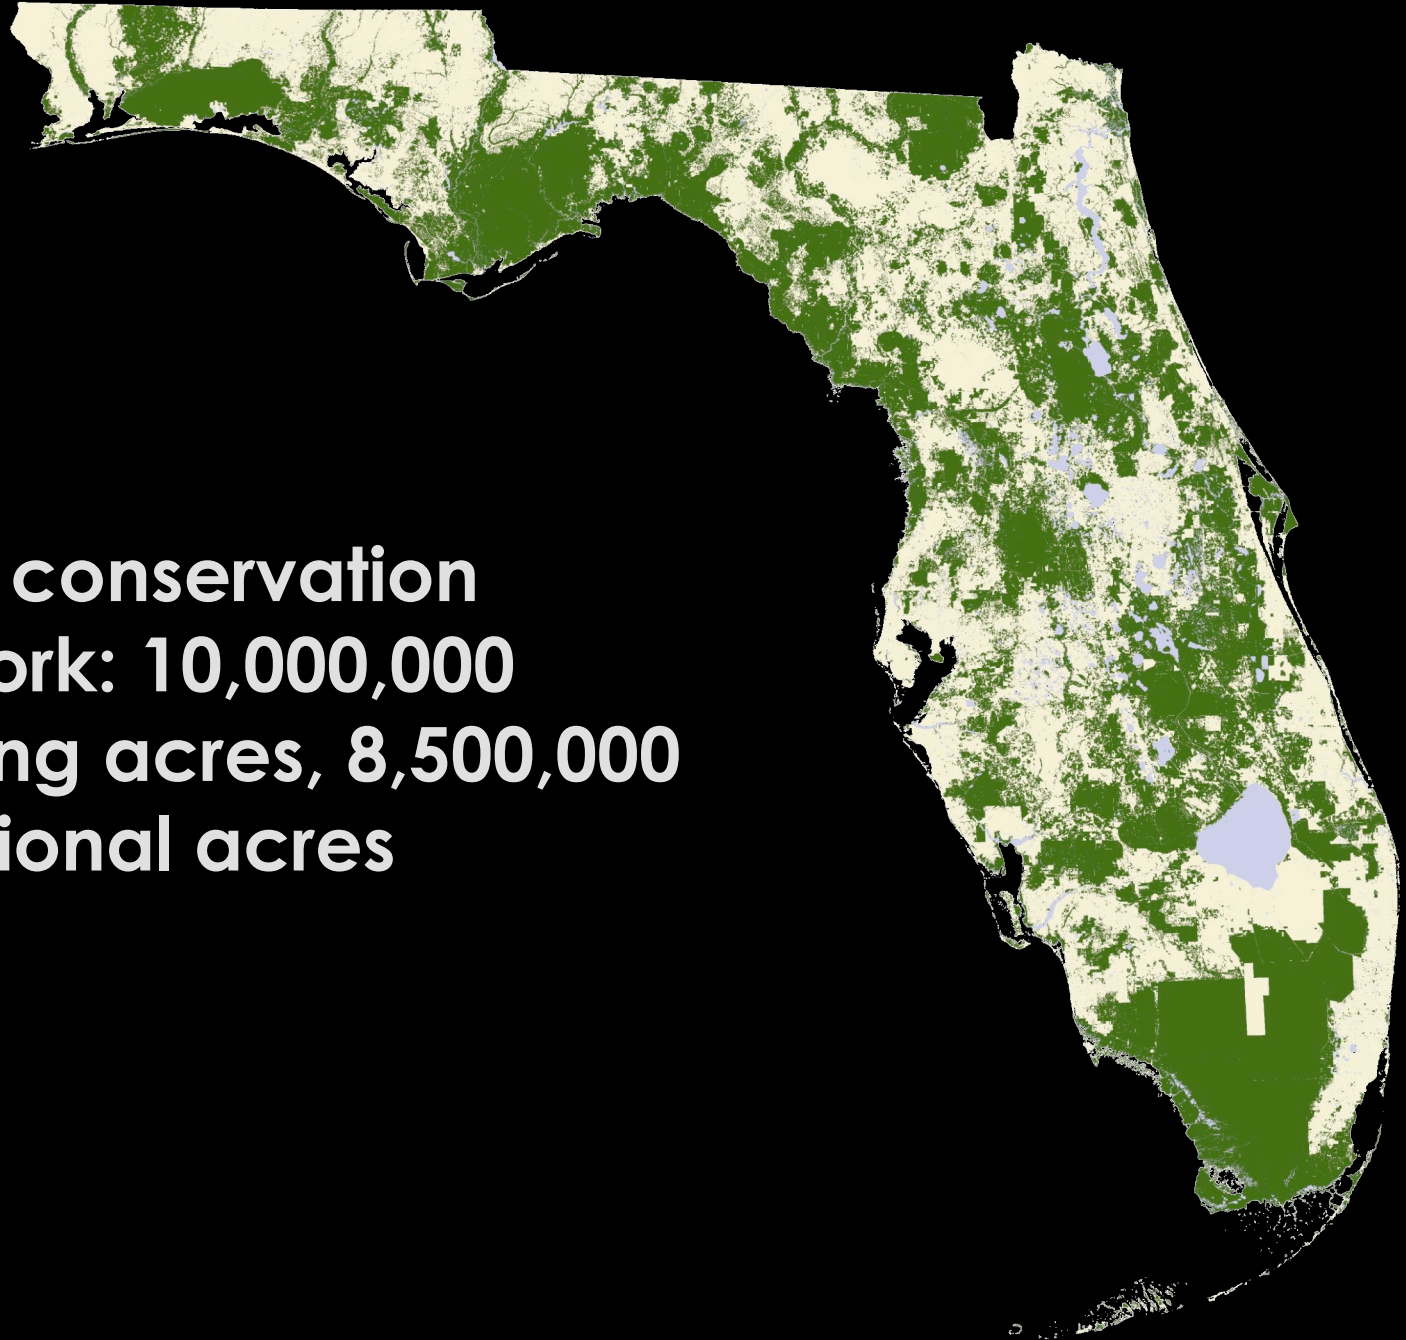 conservation
ork: 10,000,000
ng acres, 8,500,000
ional acres